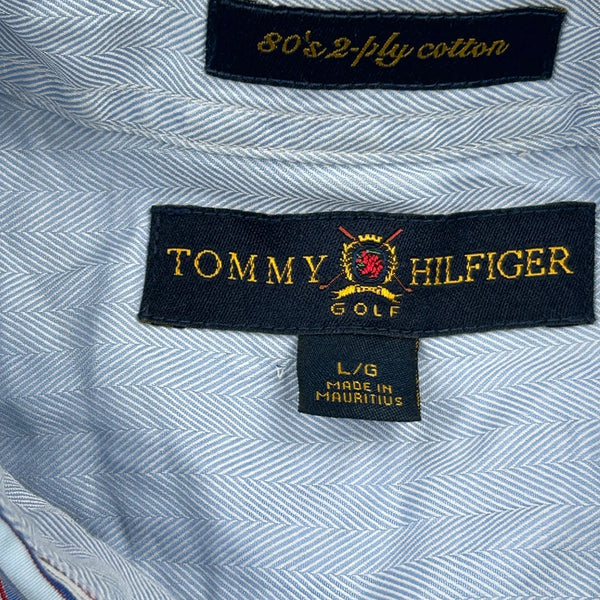 80's 2-ply cotton
TOMMY HILFIGER
GOLF
L/G
MADE IN
MAURITIUS